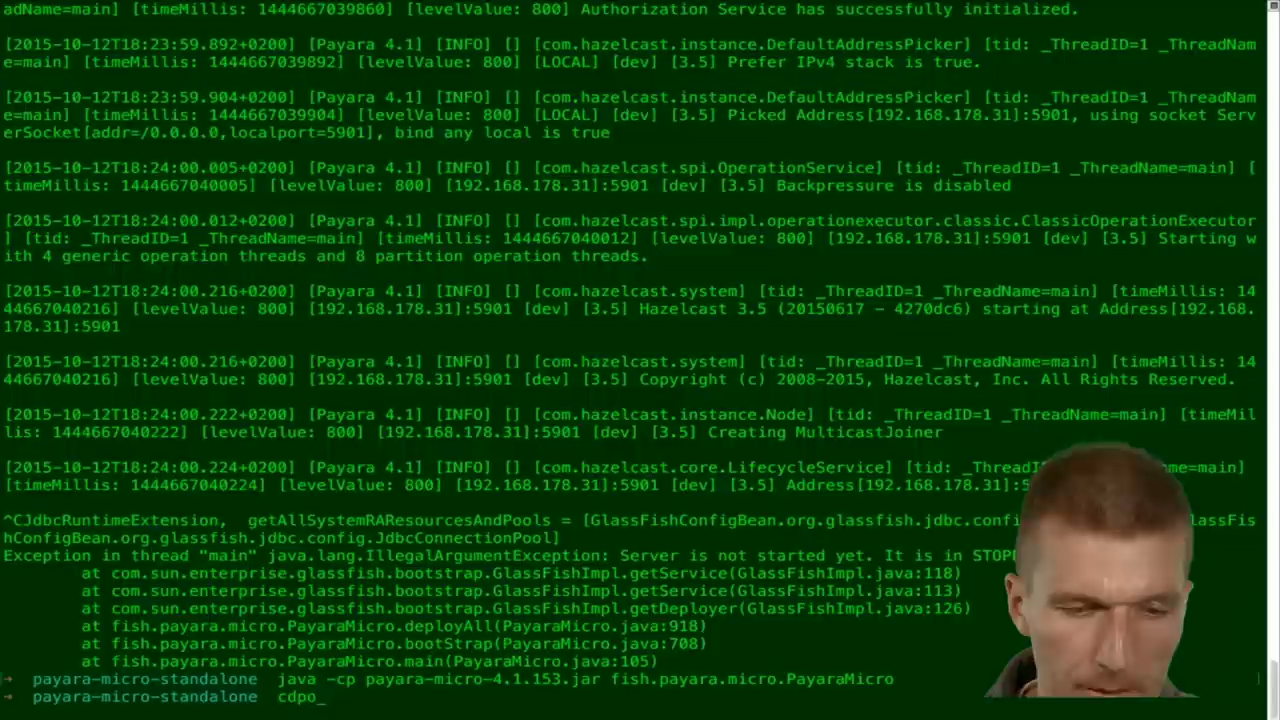 adName=main] [timeMillis: 1444667039860] [levelValue: 800] Authorization Service has successfully initialized.
[2015-10-12T18:23:59.892+0200] [Payara 4.1] [INFO] [] [com.hazelcast.instance.DefaultAddressPicker] [tid: _ThreadID=1 _ThreadNam
e=main] [timeMillis: 1444667039892] [levelValue: 800] [LOCAL] [dev] [3.5] Prefer IPv4 stack is true.
[2015-10-12T18:23:59.904+0200] [Payara 4.1] [INFO] [] [com.hazelcast.instance.DefaultAddressPicker] [tid: _ThreadID=1 _ThreadNam
e=main] [timeMillis: 1444667039904] [levelValue: 800] [LOCAL] [dev] [3.5] Picked Address[192.168.178.31]:5901, using socket Serv
erSocket[addr=/0.0.0.0,localport=5901], bind any local is true
[2015-10-12T18:24:00.005+0200] [Payara 4.1] [INFO] [] [com.hazelcast.spi.OperationService] [tid: _ThreadID=1 _ThreadName=main] [
timeMillis: 1444667040005] [levelValue: 800] [192.168.178.31]:5901 [dev] [3.5] Backpressure is disabled
[2015-10-12T18:24:00.012+0200] [Payara 4.1] [INFO] [] [com.hazelcast.spi.impl.operationexecutor.classic.ClassicOperationExecutor
] [tid: _ThreadID=1 _ThreadName=main] [timeMillis: 1444667040012] [levelValue: 800] [192.168.178.31]:5901 [dev] [3.5] Starting w
ith 4 generic operation threads and 8 partition operation threads.
[2015-10-12T18:24:00.216+0200] [Payara 4.1] [INFO] [] [com.hazelcast.system] [tid: _ThreadID=1 _ThreadName=main] [timeMillis: 14
44667040216] [levelValue: 800] [192.168.178.31]:5901 [dev] [3.5] Hazelcast 3.5 (20150617 - 4270dc6) starting at Address[192.168.
178.31]:5901
[2015-10-12T18:24:00.216+0200] [Payara 4.1] [INFO] [] [com.hazelcast.system] [tid: _ThreadID=1 _ThreadName=main] [timeMillis: 14
44667040216] [levelValue: 800] [192.168.178.31]:5901 [dev] [3.5] Copyright (c) 2008-2015, Hazelcast, Inc. All Rights Reserved.
[2015-10-12T18:24:00.222+0200] [Payara 4.1] [INFO] [] [com.hazelcast.instance.Node] [tid: _ThreadID=1 _ThreadName=main] [timeMil
lis: 1444667040222] [levelValue: 800] [192.168.178.31]:5901 [dev] [3.5] Creating MulticastJoiner
[2015-10-12T18:24:00.224+0200] [Payara 4.1] [INFO] [] [com.hazelcast.core.LifecycleService] [tid: _ThreadI me=main]
[timeMillis: 1444667040224] [levelValue: 800] [192.168.178.31]:5901 [dev] [3.5] Address[192.168.178.31]:5
^CJdbcRuntimeExtension,  getAllSystemRAResourcesAndPools = [GlassFishConfigBean.org.glassfish.jdbc.confi lassFis
hConfigBean.org.glassfish.jdbc.config.JdbcConnectionPool]
Exception in thread "main" java.lang.IllegalArgumentException: Server is not started yet. It is in STOP
at com.sun.enterprise.glassfish.bootstrap.GlassFishImpl.getService(GlassFishImpl.java:118)
at com.sun.enterprise.glassfish.bootstrap.GlassFishImpl.getService(GlassFishImpl.java:113)
at com.sun.enterprise.glassfish.bootstrap.GlassFishImpl.getDeployer(GlassFishImpl.java:126)
at fish.payara.micro.PayaraMicro.deployAll(PayaraMicro.java:918)
at fish.payara.micro.PayaraMicro.bootStrap(PayaraMicro.java:708)
at fish.payara.micro.PayaraMicro.main(PayaraMicro.java:105)
→ payara-micro-standalone java -cp payara-micro-4.1.153.jar fish.payara.micro.PayaraMicro
→ payara-micro-standalone cdpo_